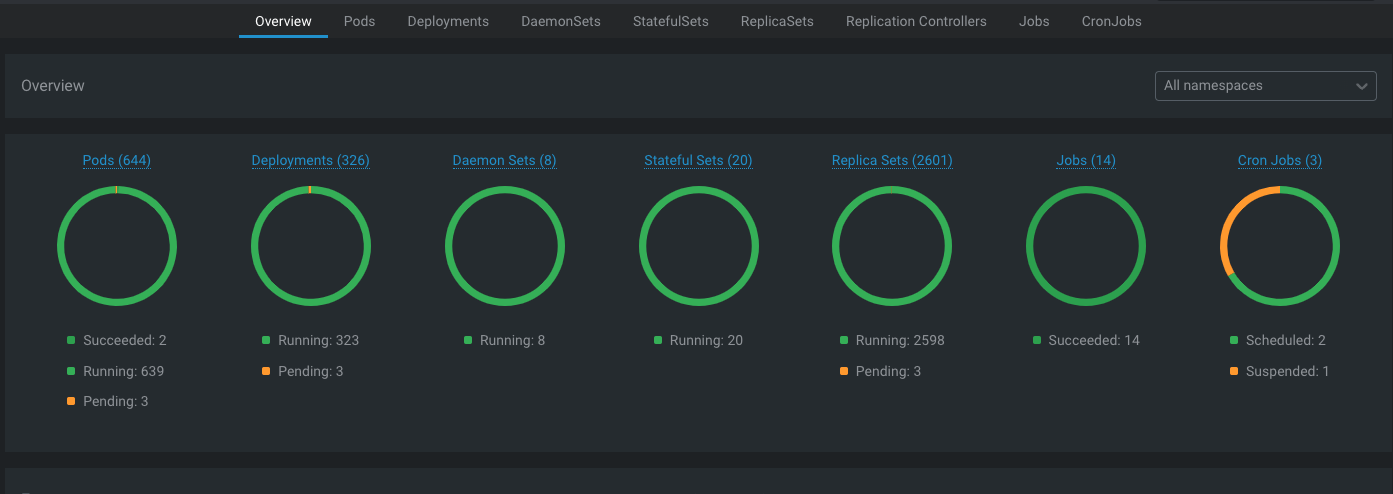 Overview Pods Deployments DaemonSets StatefulSets ReplicaSets Replication Controllers Jobs CronJobs
Overview All namespaces
Pods (644) Deployments (326) Daemon Sets (8) Stateful Sets (20) Replica Sets (2601) Jobs (14) Cron Jobs (3)
Succeeded: 2 Running: 323 Running: 8 Running: 20 Running: 2598 Succeeded: 14 Scheduled: 2
Running: 639 Pending: 3 Pending: 3 Suspended: 1
Pending: 3